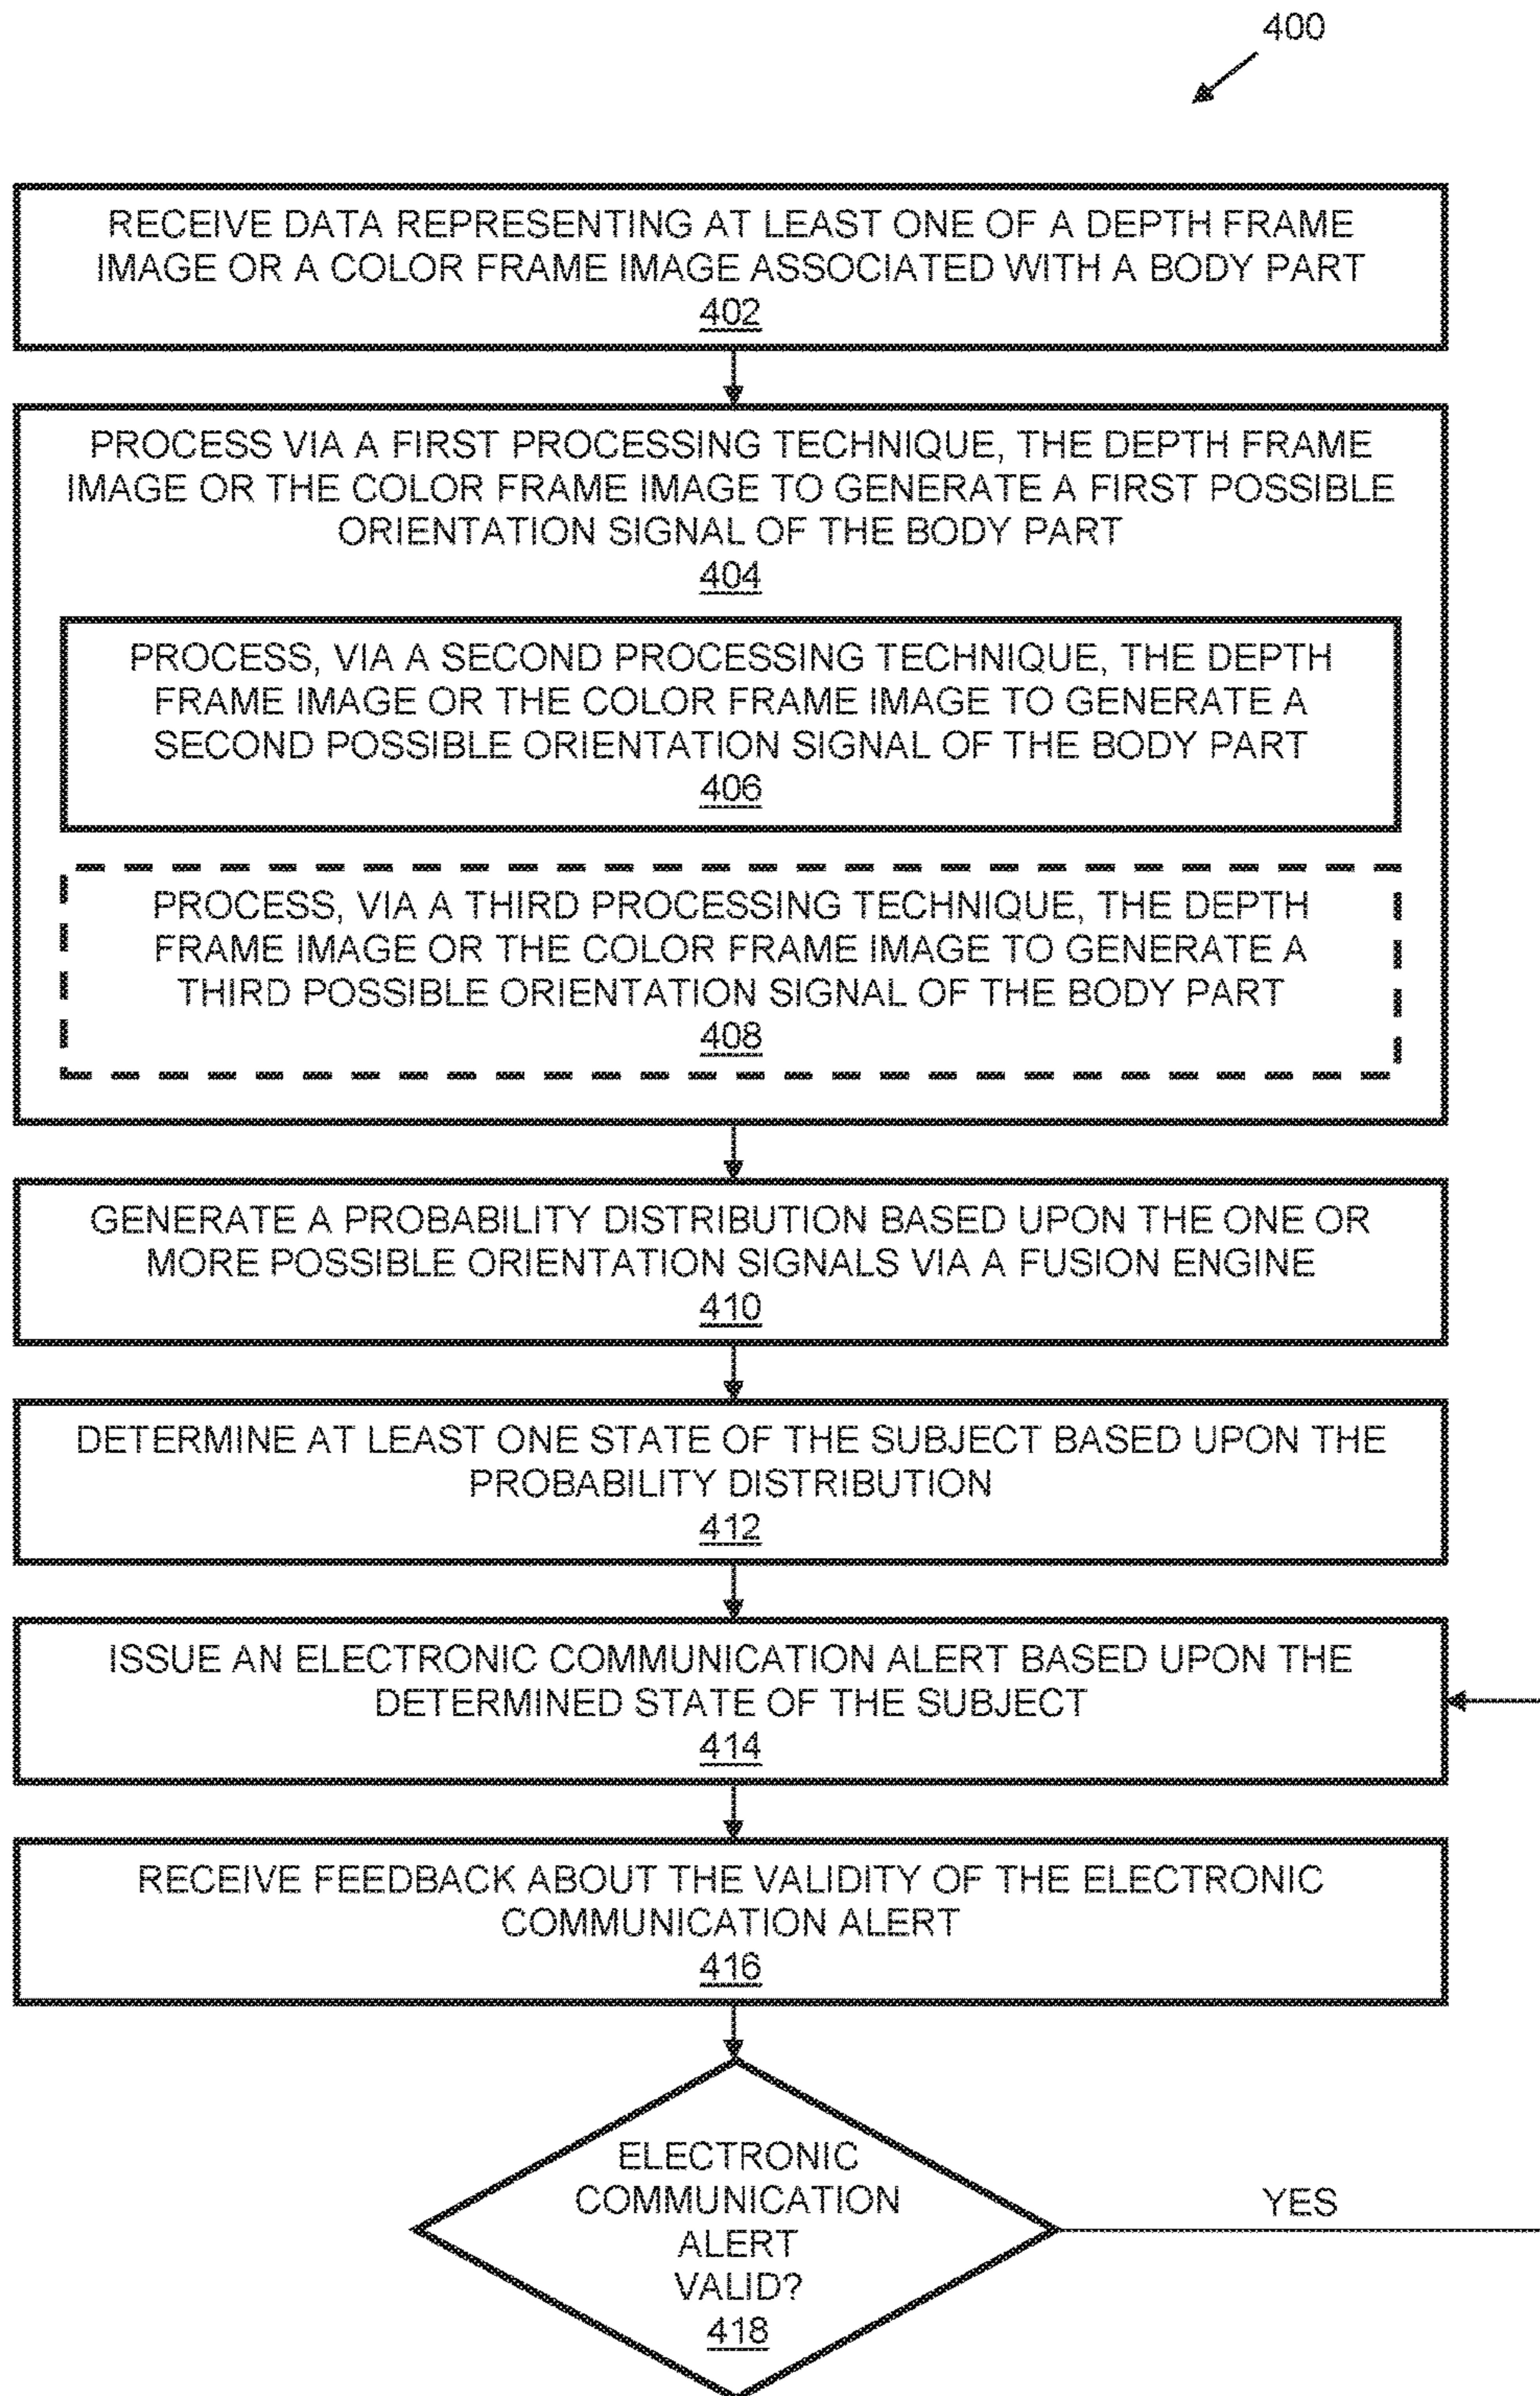 400
RECEIVE DATA REPRESENTING AT LEAST ONE OF A DEPTH FRAME
IMAGE OR A COLOR FRAME IMAGE ASSOCIATED WITH A BODY PART
402
PROCESS VIA A FIRST PROCESSING TECHNIQUE, THE DEPTH FRAME
IMAGE OR THE COLOR FRAME IMAGE TO GENERATE A FIRST POSSIBLE
ORIENTATION SIGNAL OF THE BODY PART
404
PROCESS, VIA A SECOND PROCESSING TECHNIQUE, THE DEPTH
FRAME IMAGE OR THE COLOR FRAME IMAGE TO GENERATE A
SECOND POSSIBLE ORIENTATION SIGNAL OF THE BODY PART
406
PROCESS, VIA A THIRD PROCESSING TECHNIQUE, THE DEPTH
FRAME IMAGE OR THE COLOR FRAME IMAGE TO GENERATE A
THIRD POSSIBLE ORIENTATION SIGNAL OF THE BODY PART
408
GENERATE A PROBABILITY DISTRIBUTION BASED UPON THE ONE OR
MORE POSSIBLE ORIENTATION SIGNALS VIA A FUSION ENGINE
410
DETERMINE AT LEAST ONE STATE OF THE SUBJECT BASED UPON THE
PROBABILITY DISTRIBUTION
412
ISSUE AN ELECTRONIC COMMUNICATION ALERT BASED UPON THE
DETERMINED STATE OF THE SUBJECT
414
RECEIVE FEEDBACK ABOUT THE VALIDITY OF THE ELECTRONIC
COMMUNICATION ALERT
416
ELECTRONIC
COMMUNICATION
ALERT
VALID?
418
YES